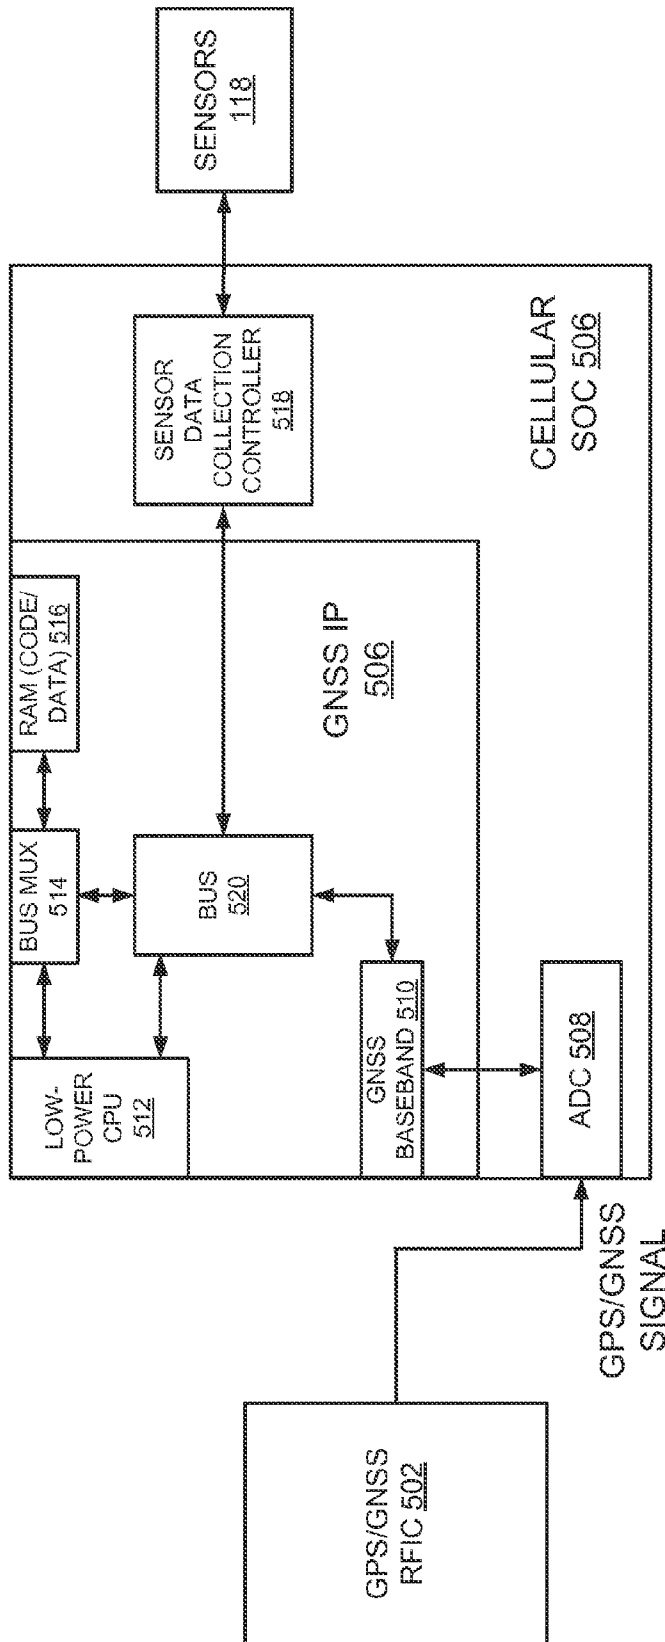 GPS/GNSS
RFIC 502
GPS/GNSS
SIGNAL
LOW-
POWER
CPU
512
BUS MUX
514
RAM (CODE/
DATA) 516
BUS
520
GNSS
BASEBAND 510
ADC 508
GNSS IP
506
SENSOR
DATA
COLLECTION
CONTROLLER
518
CELLULAR
SOC 506
SENSORS
118